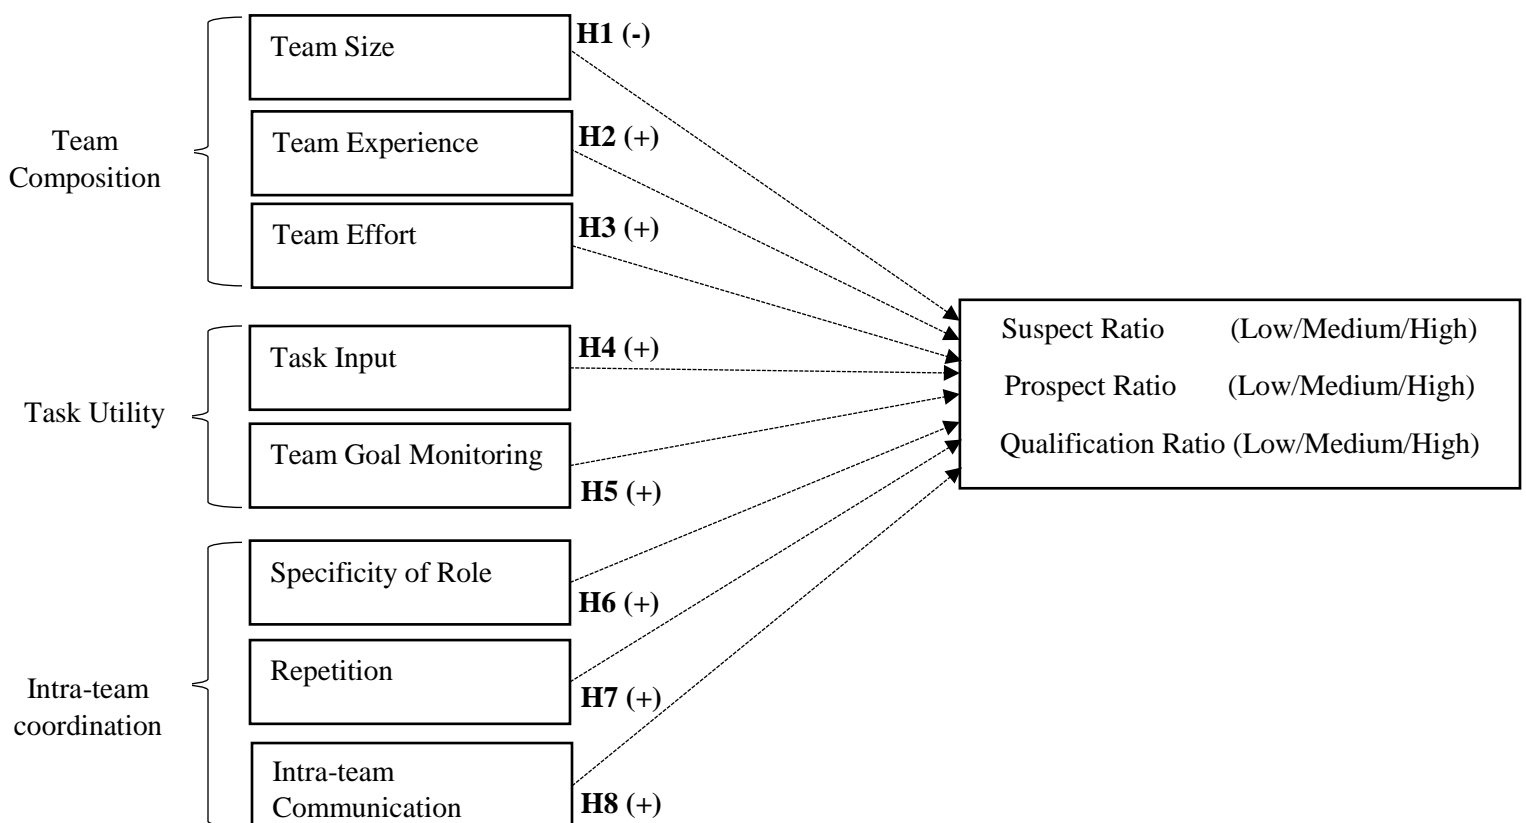 Team Size
H1 (-)
Team Experience
H2 (+)
Team
Composition
Team Effort
H3 (+)
Task Input
H4 (+)
Task Utility
Team Goal Monitoring
H5 (+)
Specificity of Role
H6 (+)
Repetition
H7 (+)
Intra-team
coordination
Intra-team
Communication
H8 (+)
Suspect Ratio (Low/Medium/High)
Prospect Ratio (Low/Medium/High)
Qualification Ratio (Low/Medium/High)